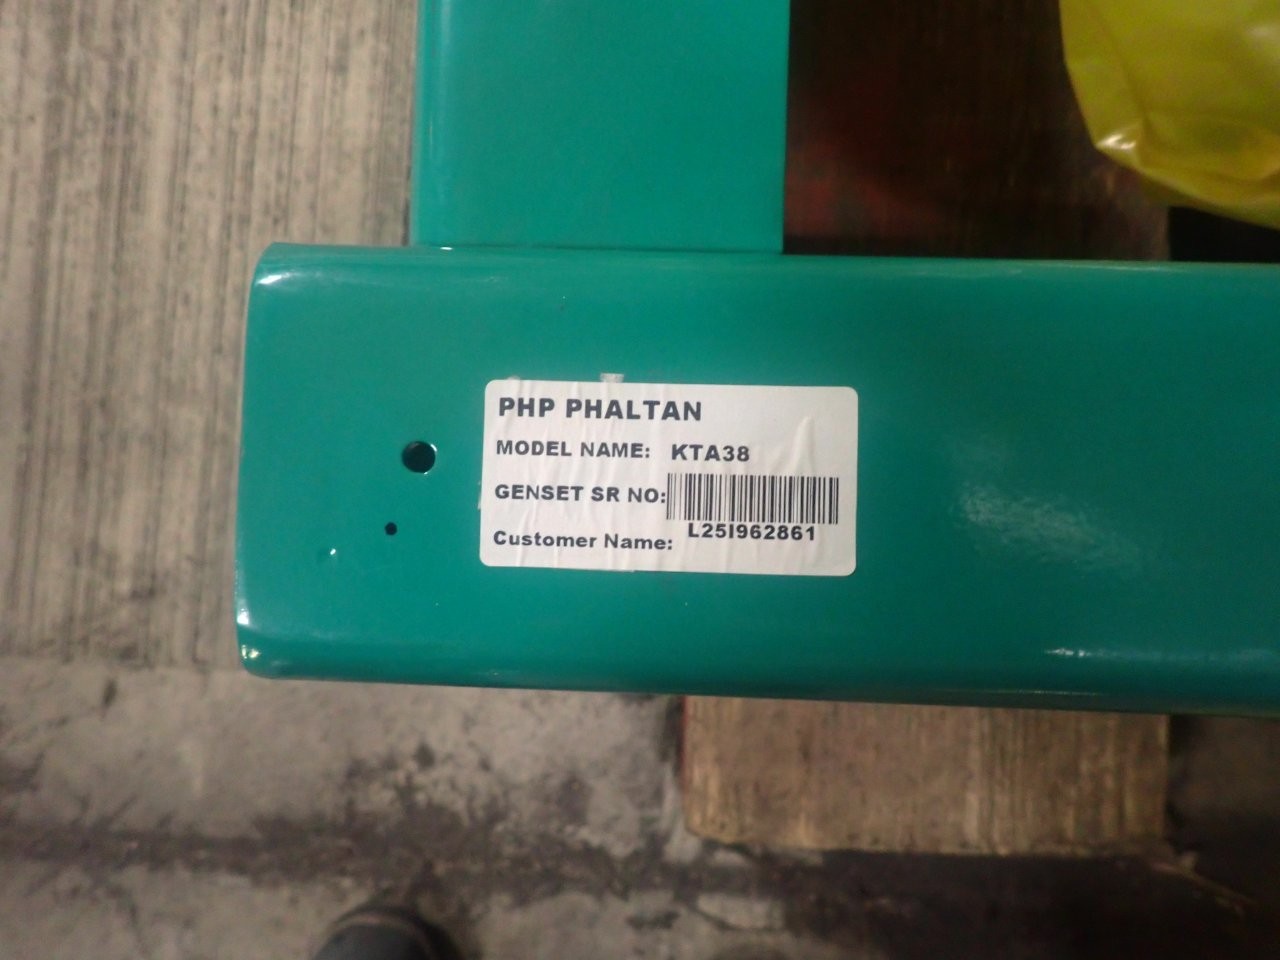 PHP PHALTAN
MODEL NAME: KTA38
GENSET SR NO:
L25I962861
Customer Name: